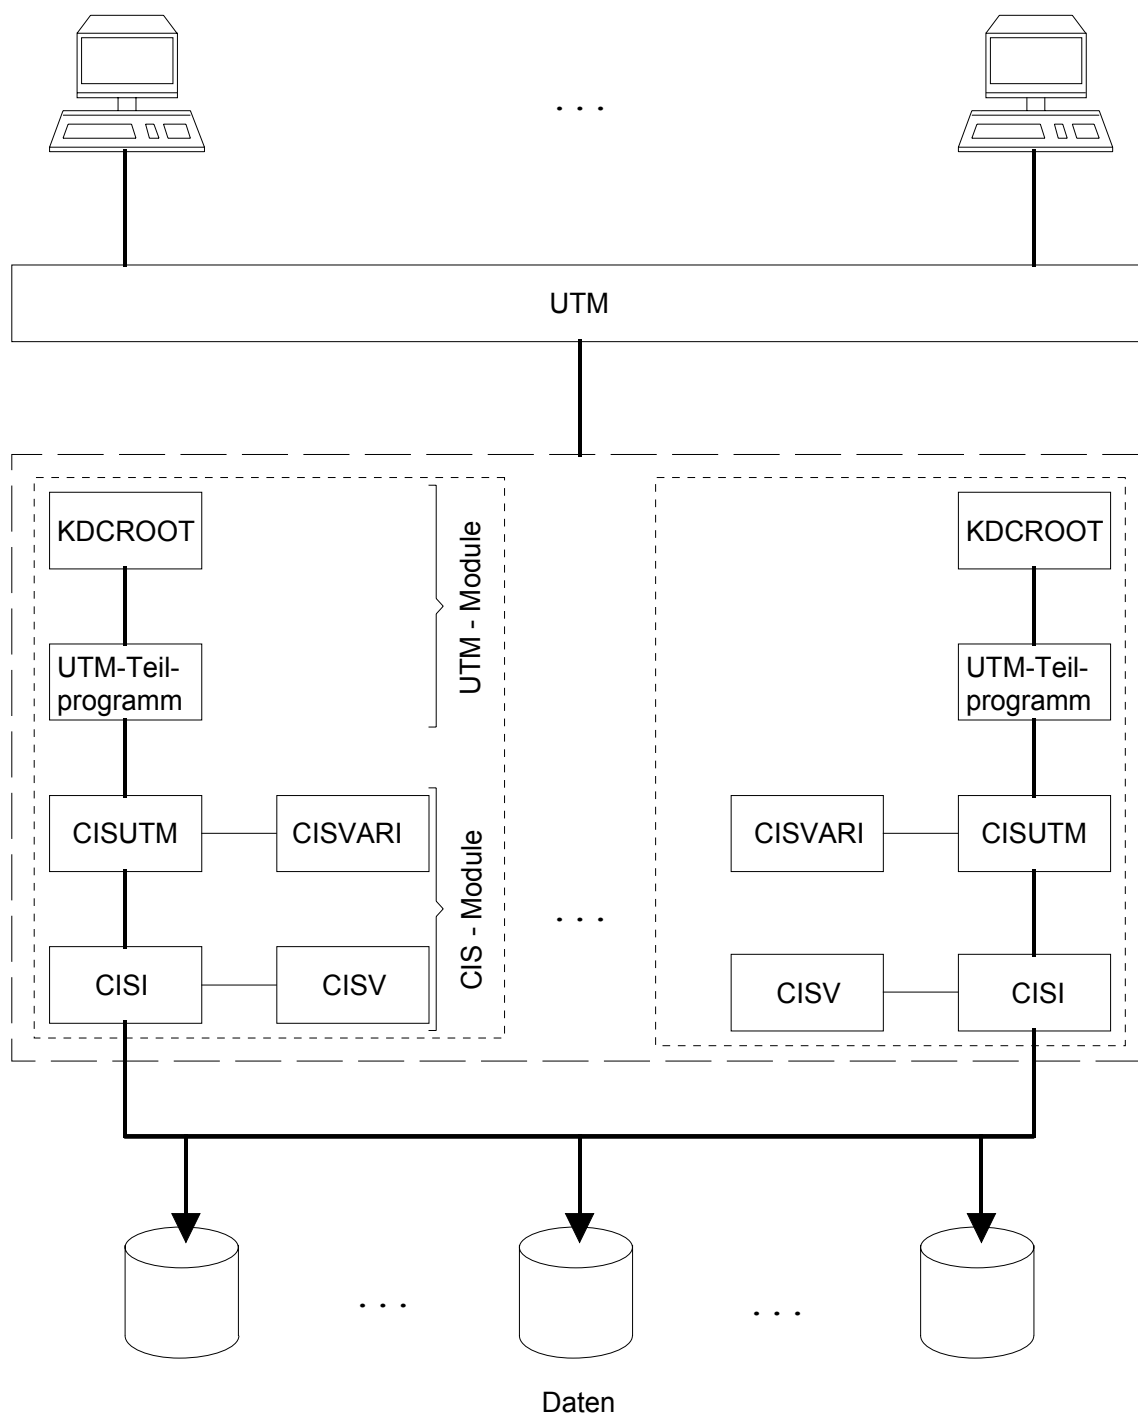 . . .
UTM
KDCROOT
UTM - Module
KDCROOT
UTM-Teil-
programm
UTM-Teil-
programm
CISUTM
CISVARI
CIS - Module
CISVARI
CISUTM
. . .
CISI
CISV
CISV
CISI
. . .
. . .
Daten